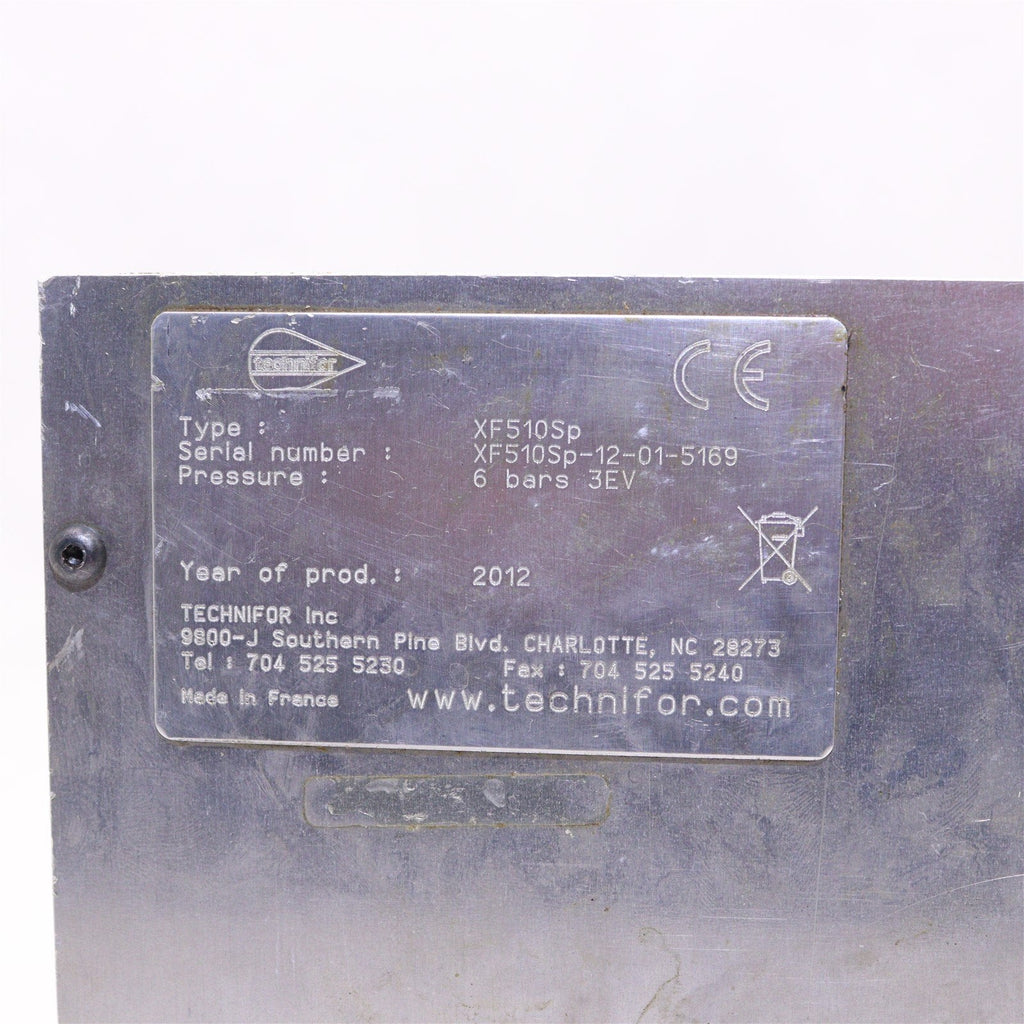 technifor
CE
Type : XF510Sp
Serial number : XF510Sp-12-01-5169
Pressure : 6 bars 3EV
Year of prod. : 2012
TECHNIFOR Inc
9800-J Southern Pine Blvd. CHARLOTTE, NC 28273
Tel : 704 525 5230 Fax : 704 525 5240
Made in France www.technifor.com